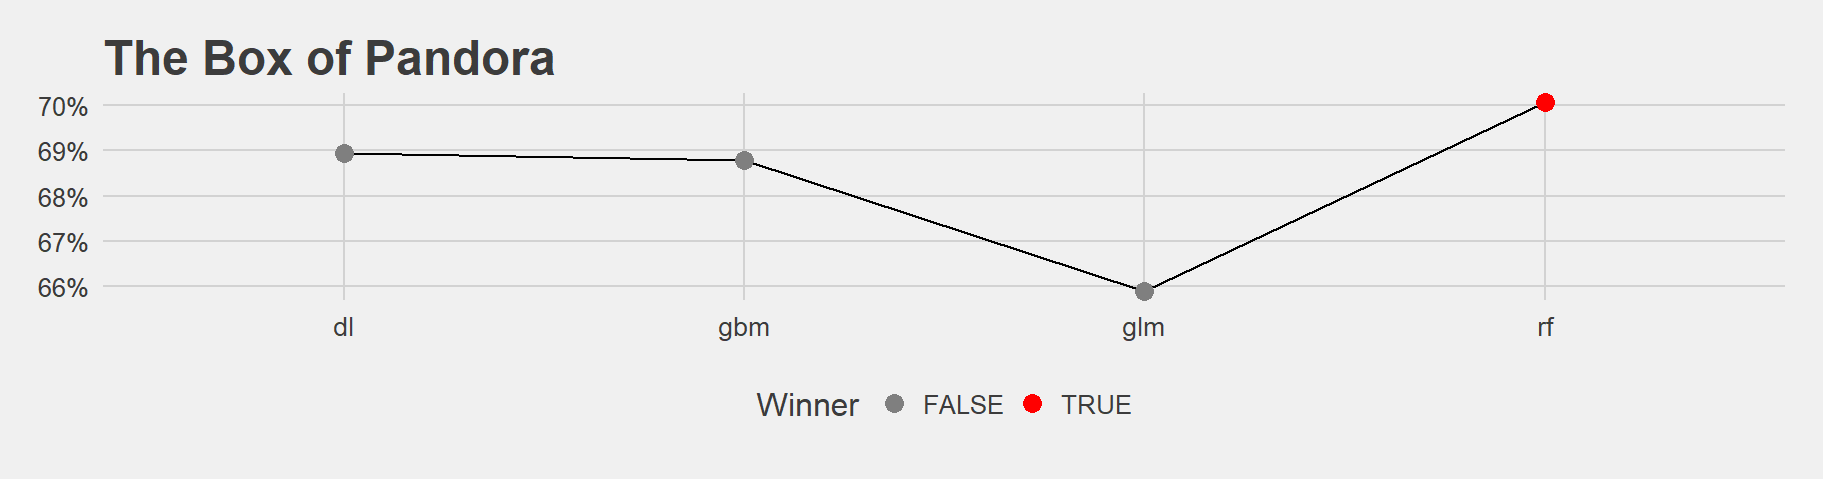 The Box of Pandora
70%
69%
68%
67%
66%
dl gbm glm rf
Winner FALSE TRUE